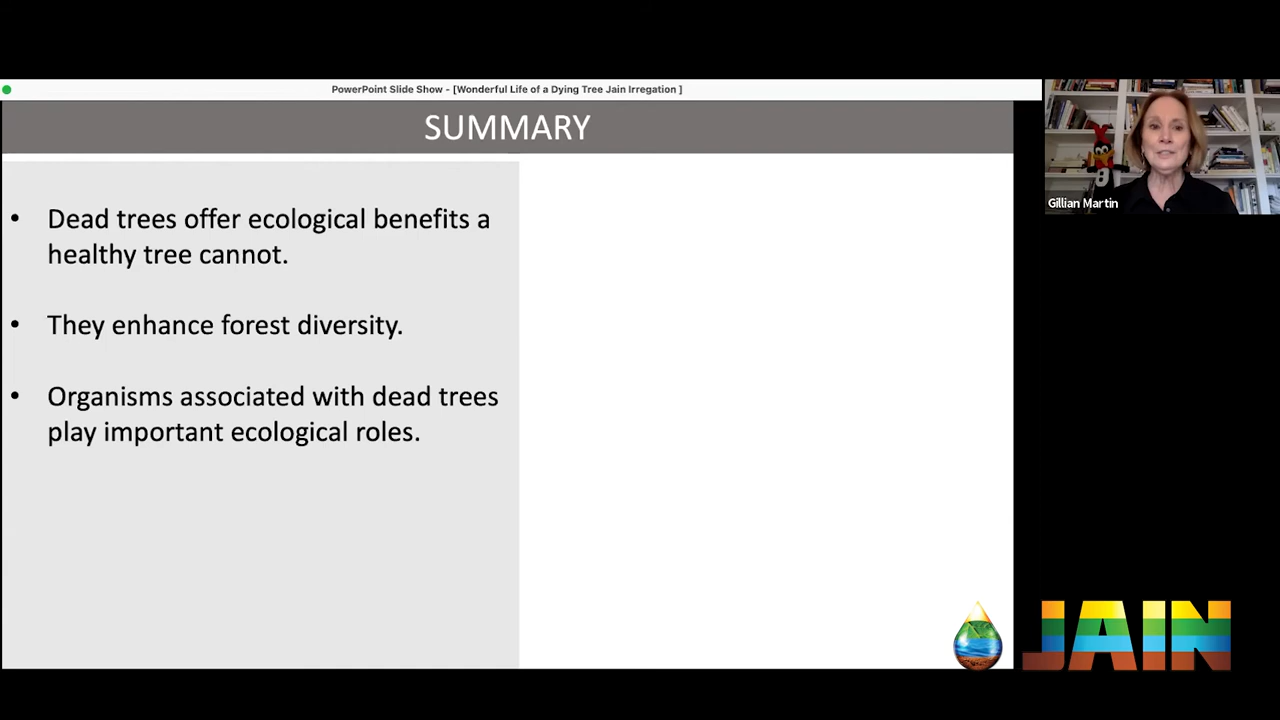 PowerPoint Slide Show - [Wonderful Life of a Dying Tree Jain Irregation ]
SUMMARY
• Dead trees offer ecological benefits a
healthy tree cannot.
• They enhance forest diversity.
• Organisms associated with dead trees
play important ecological roles.
Gillian Martin
JAIN